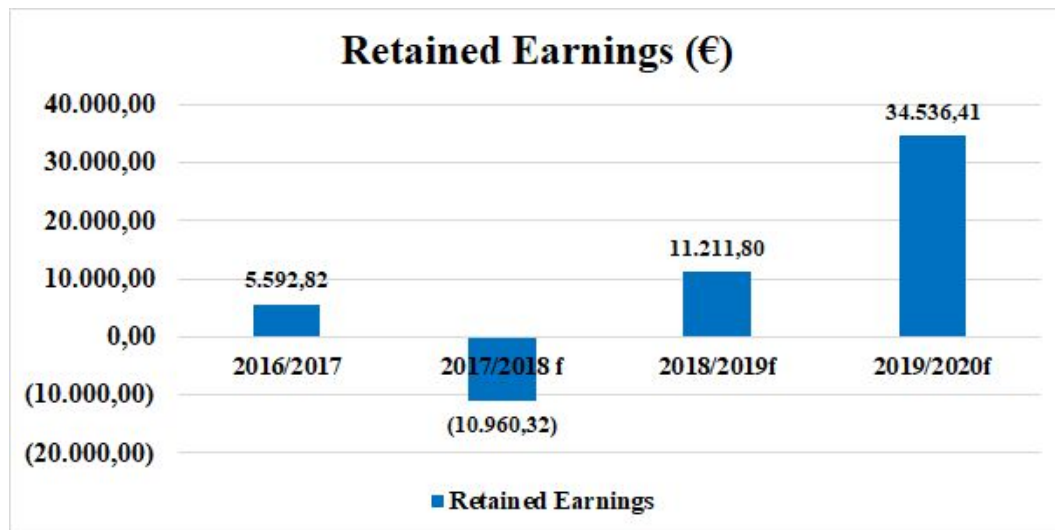 Retained Earnings (€)
40.000,00
30.000,00
20.000,00
10.000,00
0,00
(10.000,00)
(20.000,00)
5.592,82
(10.960,32)
11.211,80
34.536,41
2016/2017
2017/2018 f
2018/2019f
2019/2020f
Retained Earnings